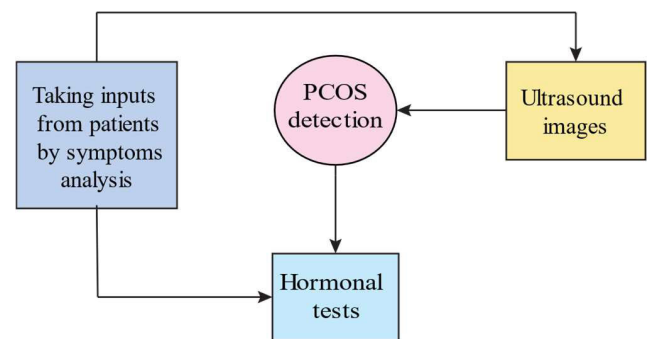 Taking inputs
from patients
by symptoms
analysis
PCOS
detection
Ultrasound
images
Hormonal
tests